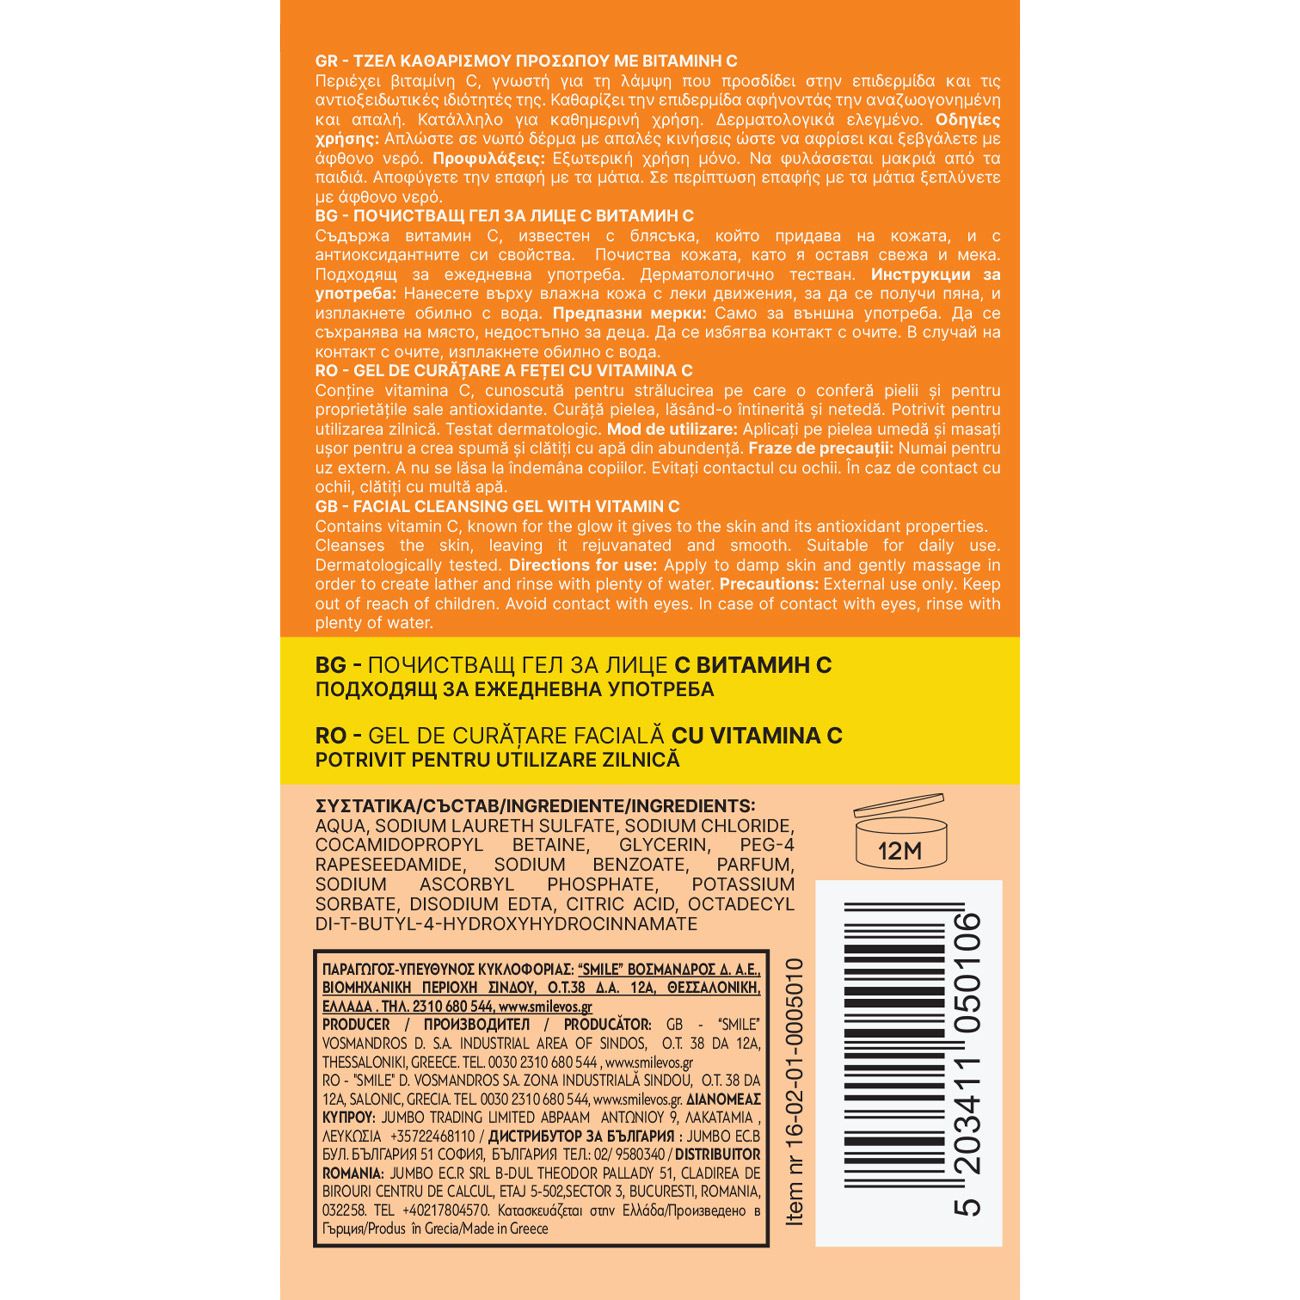 GR - ΤΖΕΛ ΚΑΘΑΡΙΣΜΟΥ ΠΡΟΣΩΠΟΥ ΜΕ ΒΙΤΑΜΙΝΗ C
Περιέχει βιταμίνη C, γνωστή για τη λάμψη που προσδίδει στην επιδερμίδα και τις
αντιοξειδωτικές ιδιότητές της. Καθαρίζει την επιδερμίδα αφήνοντάς την αναζωογονημένη
και απαλή. Κατάλληλο για καθημερινή χρήση. Δερματολογικά ελεγμένο. Οδηγίες
χρήσης: Απλώστε σε νωπό δέρμα με απαλές κινήσεις ώστε να αφρίσει και ξεβγάλετε με
άφθονο νερό. Προφυλάξεις: Εξωτερική χρήση μόνο. Να φυλάσσεται μακριά από τα
παιδιά. Αποφύγετε την επαφή με τα μάτια. Σε περίπτωση επαφής με τα μάτια ξεπλύνετε
με άφθονο νερό.
BG - ПОЧИСТВАЩ ГЕЛ ЗА ЛИЦЕ С ВИТАМИН С
Съдържа витамин С, известен с блясъка, който придава на кожата, и с
антиоксидантните си свойства. Почиства кожата, като я оставя свежа и мека.
Подходящ за ежедневна употреба. Дерматологично тестван. Инструкции за
употреба: Нанесете върху влажна кожа с леки движения, за да се получи пяна, и
изплакнете обилно с вода. Предпазни мерки: Само за външна употреба. Да се
съхранява на място, недостъпно за деца. Да се избягва контакт с очите. В случай на
контакт с очите, изплакнете обилно с вода.
RO - GEL DE CURĂȚARE A FEȚEI CU VITAMINA C
Conține vitamina C, cunoscută pentru strălucirea pe care o conferă pielii și pentru
proprietățile sale antioxidante. Curăță pielea, lăsând-o întinerită și netedă. Potrivit pentru
utilizarea zilnică. Testat dermatologic. Mod de utilizare: Aplicați pe pielea umedă și masați
ușor pentru a crea spumă și clătiți cu apă din abundență. Fraze de precauții: Numai pentru
uz extern. A nu se lăsa la îndemâna copiilor. Evitați contactul cu ochii. În caz de contact cu
ochii, clătiți cu multă apă.
GB - FACIAL CLEANSING GEL WITH VITAMIN C
Contains vitamin C, known for the glow it gives to the skin and its antioxidant properties.
Cleanses the skin, leaving it rejuvanated and smooth. Suitable for daily use.
Dermatologically tested. Directions for use: Apply to damp skin and gently massage in
order to create lather and rinse with plenty of water. Precautions: External use only. Keep
out of reach of children. Avoid contact with eyes. In case of contact with eyes, rinse with
plenty of water.
BG - ПОЧИСТВАЩ ГЕЛ ЗА ЛИЦЕ С ВИТАМИН С
ПОДХОДЯЩ ЗА ЕЖЕДНЕВНА УПОТРЕБА
RO - GEL DE CURĂȚARE FACIALĂ CU VITAMINA C
POTRIVIT PENTRU UTILIZARE ZILNICĂ
ΣΥΣΤΑΤΙΚΑ/СЪСТАВ/INGREDIENTE/INGREDIENTS:
AQUA, SODIUM LAURETH SULFATE, SODIUM CHLORIDE,
COCAMIDOPROPYL BETAINE, GLYCERIN, PEG-4
RAPESEEDAMIDE, SODIUM BENZOATE, PARFUM,
SODIUM ASCORBYL PHOSPHATE, POTASSIUM
SORBATE, DISODIUM EDTA, CITRIC ACID, OCTADECYL
DI-T-BUTYL-4-HYDROXYHYDROCINNAMATE
12M
ΠΑΡΑΓΩΓΟΣ-ΥΠΕΥΘΥΝΟΣ ΚΥΚΛΟΦΟΡΙΑΣ: "SMILE" ΒΟΣΜΑΝΔΡΟΣ Δ. Α.Ε.,
ΒΙΟΜΗΧΑΝΙΚΗ ΠΕΡΙΟΧΗ ΣΙΝΔΟΥ, Ο.Τ.38 Δ.Α. 12Α, ΘΕΣΣΑΛΟΝΙΚΗ,
ΕΛΛΑΔΑ . ΤΗΛ. 2310 680 544, www.smilevos.gr
PRODUCER / ПРОИЗВОДИТЕЛ / PRODUCĂTOR: GB - "SMILE"
VOSMANDROS D. S.A. INDUSTRIAL AREA OF SINDOS, O.T. 38 DA 12A,
THESSALONIKI, GREECE. TEL. 0030 2310 680 544 , www.smilevos.gr
RO - "SMILE" D. VOSMANDROS SA. ZONA INDUSTRIALĂ SINDOU, O.T. 38 DA
12A, SALONIC, GRECIA. TEL. 0030 2310 680 544, www.smilevos.gr. ΔΙΑΝΟΜΕΑΣ
ΚΥΠΡΟΥ: JUMBO TRADING LIMITED ΑΒΡΑΑΜ ΑΝΤΩΝΙΟΥ 9, ΛΑΚΑΤΑΜΙΑ ,
ΛΕΥΚΩΣΙΑ +35722468110 / ДИСТРИБУТОР ЗА БЪЛГАРИЯ : JUMBO EC.B
БУЛ. БЪЛГАРИЯ 51 СОФИЯ, БЪЛГАРИЯ ТЕЛ.: 02/ 9580340 / DISTRIBUITOR
ROMANIA: JUMBO EC.R SRL B-DUL THEODOR PALLADY 51, CLADIREA DE
BIROURI CENTRU DE CALCUL, ETAJ 5-502,SECTOR 3, BUCURESTI, ROMANIA,
032258. TEL +40217804570. Κατασκευάζεται στην Ελλάδα/Произведено в
Гърция/Produs în Grecia/Made in Greece
Item nr 16-02-01-0005010
5 203411 050106